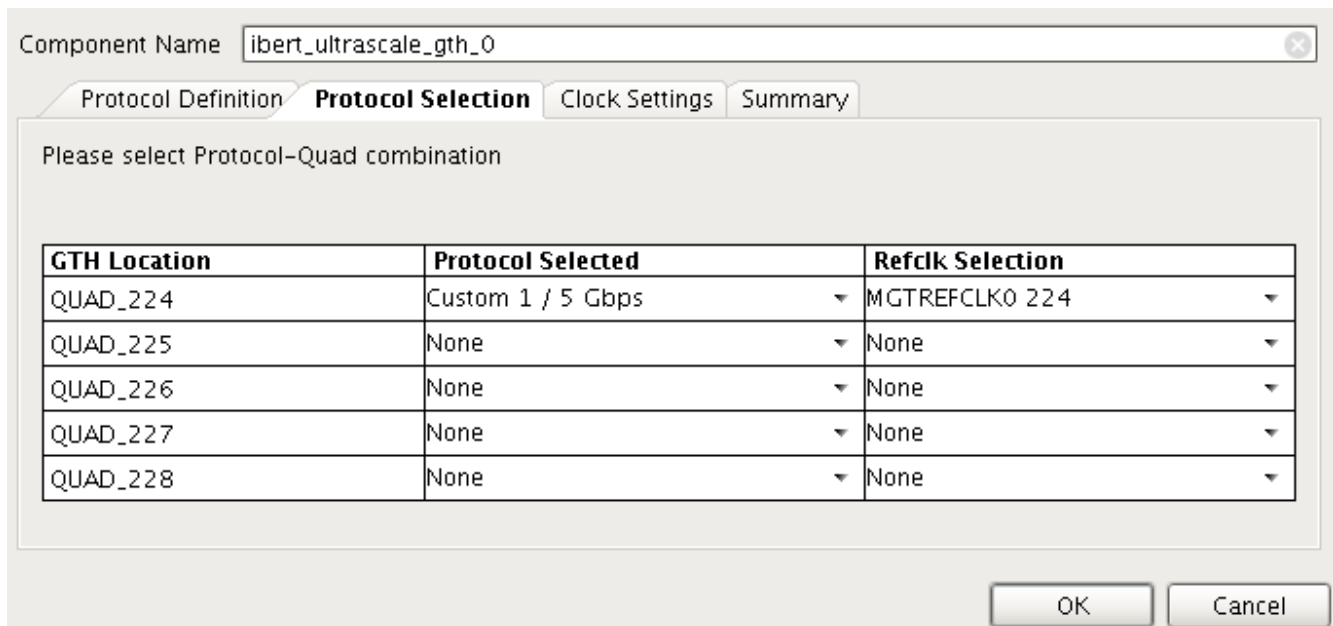 Component Name ibert_ultrascale_gth_0
Protocol Definition Protocol Selection Clock Settings Summary
Please select Protocol-Quad combination
GTH Location Protocol Selected Refclk Selection
QUAD_224 Custom 1 / 5 Gbps MGTREFCLK0 224
QUAD_225 None None
QUAD_226 None None
QUAD_227 None None
QUAD_228 None None
OK Cancel